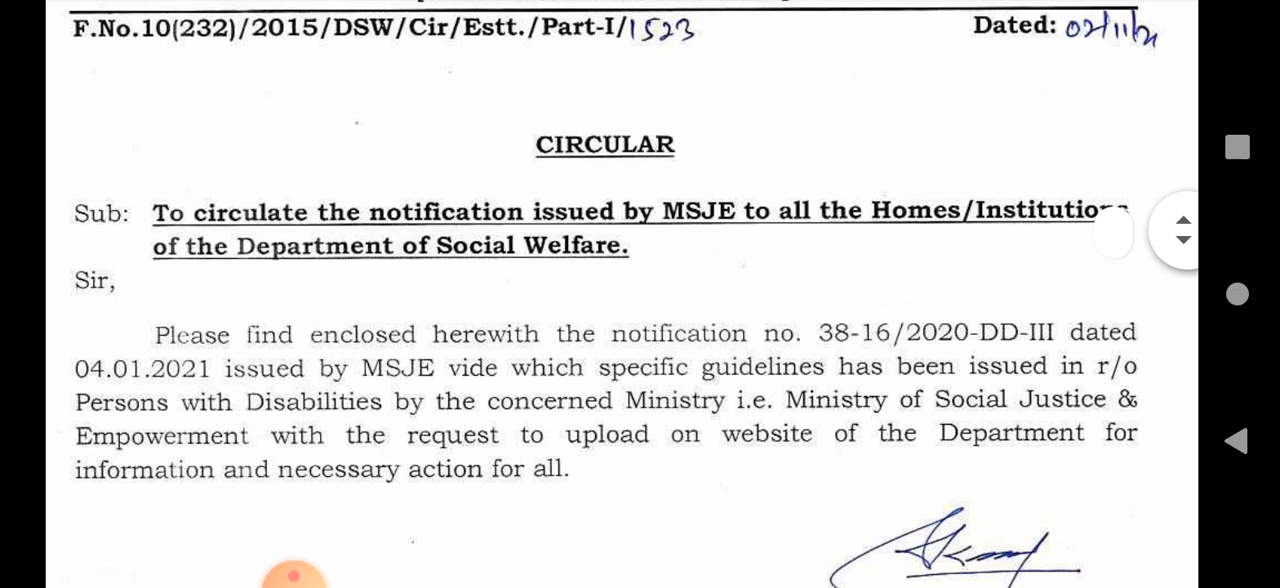 F.No.10(232)/2015/DSW/Cir/Estt./Part-I/1523 Dated: 02/11/21
CIRCULAR
Sub: To circulate the notification issued by MSJE to all the Homes/Institution
of the Department of Social Welfare.
Sir,
Please find enclosed herewith the notification no. 38-16/2020-DD-III dated
04.01.2021 issued by MSJE vide which specific guidelines has been issued in r/o
Persons with Disabilities by the concerned Ministry i.e. Ministry of Social Justice &
Empowerment with the request to upload on website of the Department for
information and necessary action for all.